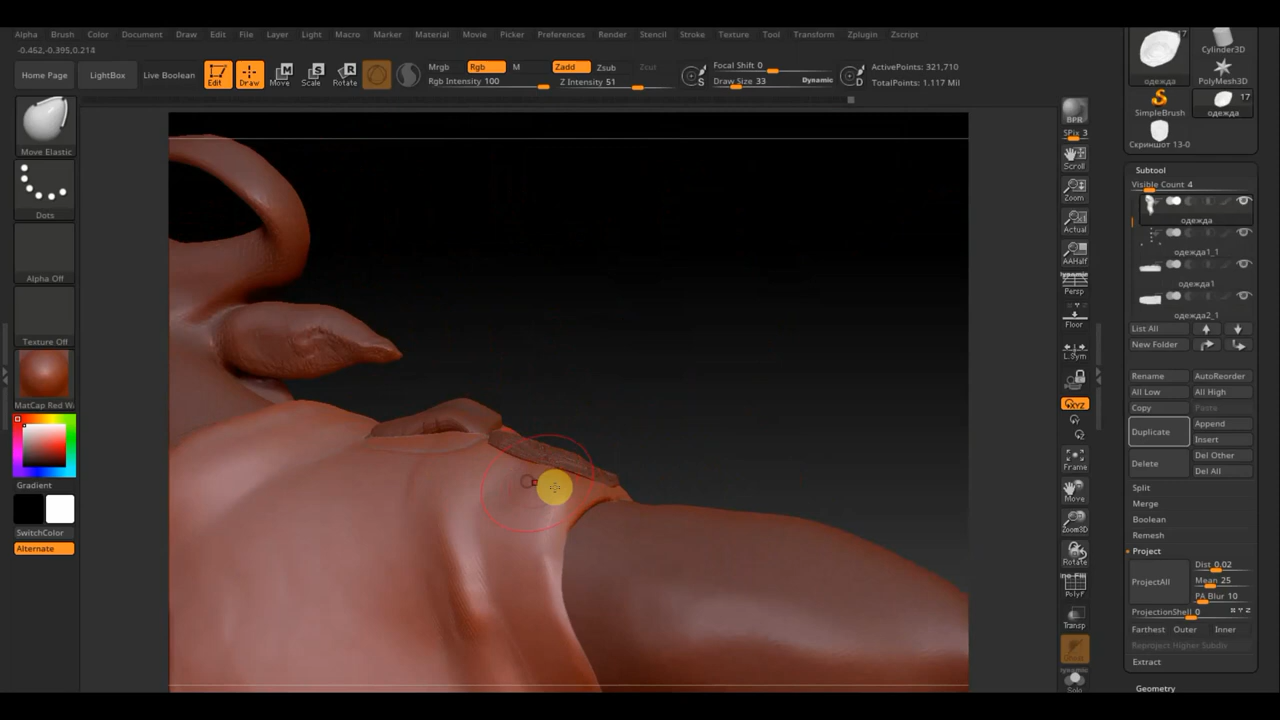 Alpha Brush Color Document Draw Edit File Layer Light Macro Marker Material Movie Picker Preferences Render Stencil Stroke Texture Tool Transform Zplugin Zscript
-0.462,-0.395,0.214
Home Page
LightBox
Live Boolean
Edit
Draw
Move
Scale
Rotate
Mrgb Rgb M
Rgb Intensity 100
Zadd Zsub Zcut
Z Intensity 51
Focal Shift 0
Draw Size 33
Dynamic
ActivePoints: 321,710
TotalPoints: 1.117 Mil
Move Elastic
Dots
Alpha Off
Texture Off
MatCap Red W
Gradient
SwitchColor
Alternate
BPR
SPix 3
Scroll
Zoom
Actual
AAHalf
Dynamic
Persp
Floor
L.Sym
XYZ
Frame
Move
Zoom3D
Rotate
PolyF
Transp
Ghost
Dynamic
Solo
17
одежда
Cylinder3D
PolyMesh3D
SimpleBrush
17
одежда
Скриншот 13-0
Subtool
Visible Count 4
одежда
одежда1_1
одежда1
одежда2_1
List All
New Folder
Rename AutoReorder
All Low All High
Copy Paste
Duplicate
Append
Insert
Delete
Del Other
Del All
Split
Merge
Boolean
Remesh
Project
ProjectAll
Dist 0.02
Mean 25
PA Blur 10
ProjectionShell 0
X Y Z
Farthest Outer Inner
Reproject Higher Subdiv
Extract
Geometry